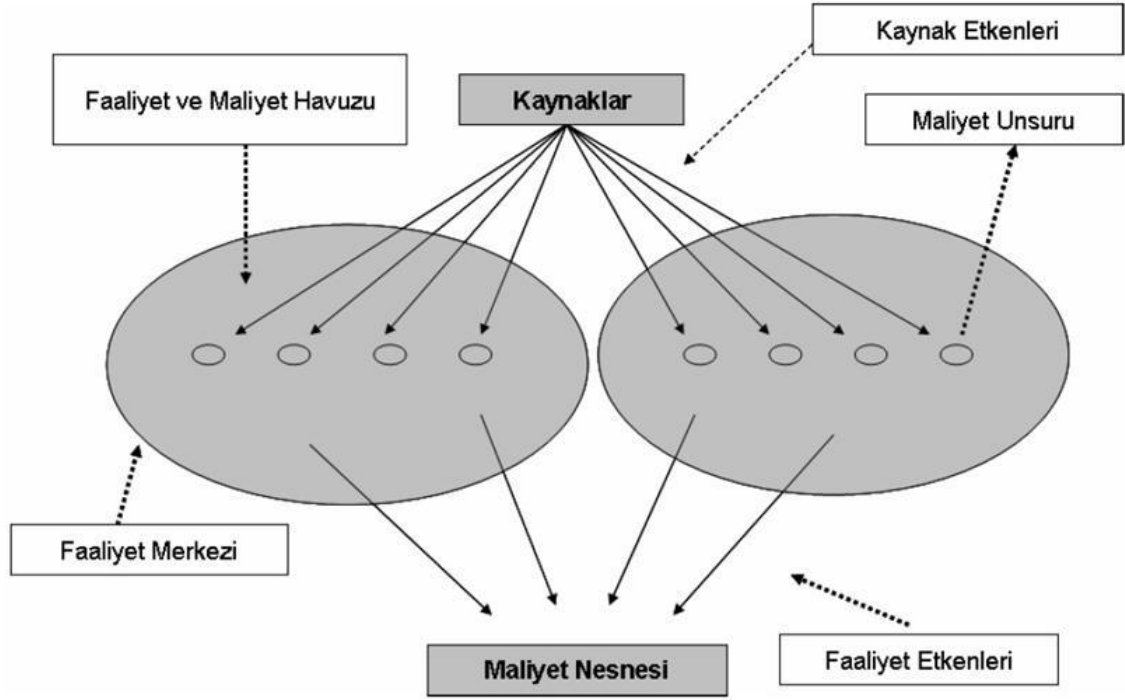 Kaynak Etkenleri
Faaliyet ve Maliyet Havuzu
Kaynaklar
Maliyet Unsuru
Faaliyet Merkezi
Maliyet Nesnesi
Faaliyet Etkenleri